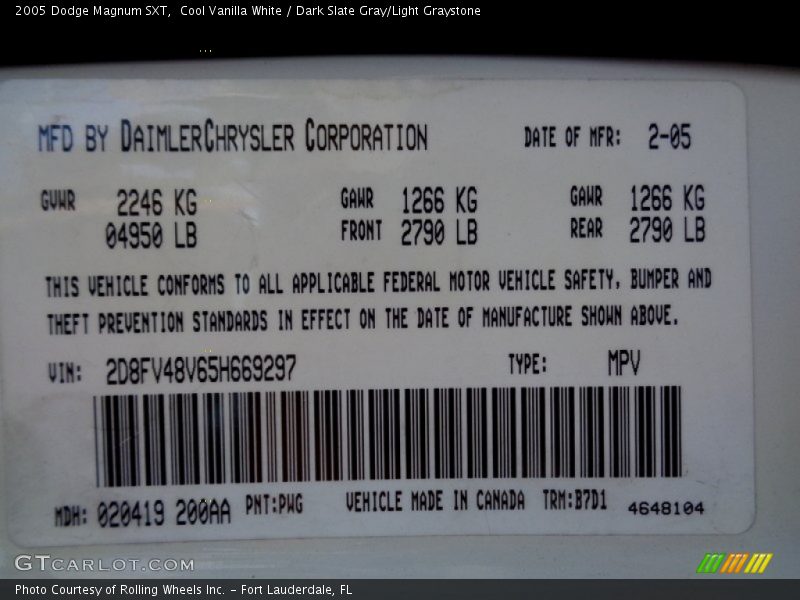 2005 Dodge Magnum SXT,  Cool Vanilla White / Dark Slate Gray/Light Graystone
MFD BY DAIMLERCHRYSLER CORPORATION DATE OF MFR: 2-05
GVWR 2246 KG GAWR 1266 KG GAWR 1266 KG
04950 LB FRONT 2790 LB REAR 2790 LB
THIS VEHICLE CONFORMS TO ALL APPLICABLE FEDERAL MOTOR VEHICLE SAFETY, BUMPER AND
THEFT PREVENTION STANDARDS IN EFFECT ON THE DATE OF MANUFACTURE SHOWN ABOVE.
VIN: 2D8FV48V65H669297 TYPE: MPV
MDH: 020419 200AA PNT:PWG VEHICLE MADE IN CANADA TRM:B7D1 4648104
GTCARLOT.COM
Photo Courtesy of Rolling Wheels Inc. – Fort Lauderdale, FL